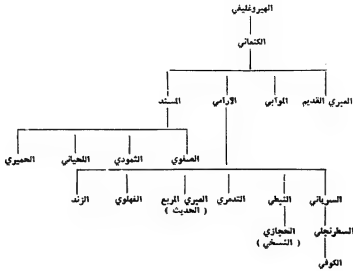 الهيروغليفي
الكنعاني
العبري القديم الموآبي الآرامي المسند
الصفوي الثمودي اللحياني الحميري
السرياني النبطي التدمري العبري المربع الفهلوي الزند
( الحديث )
السطرنجلي الحجازي
( النسخي )
الكوفي